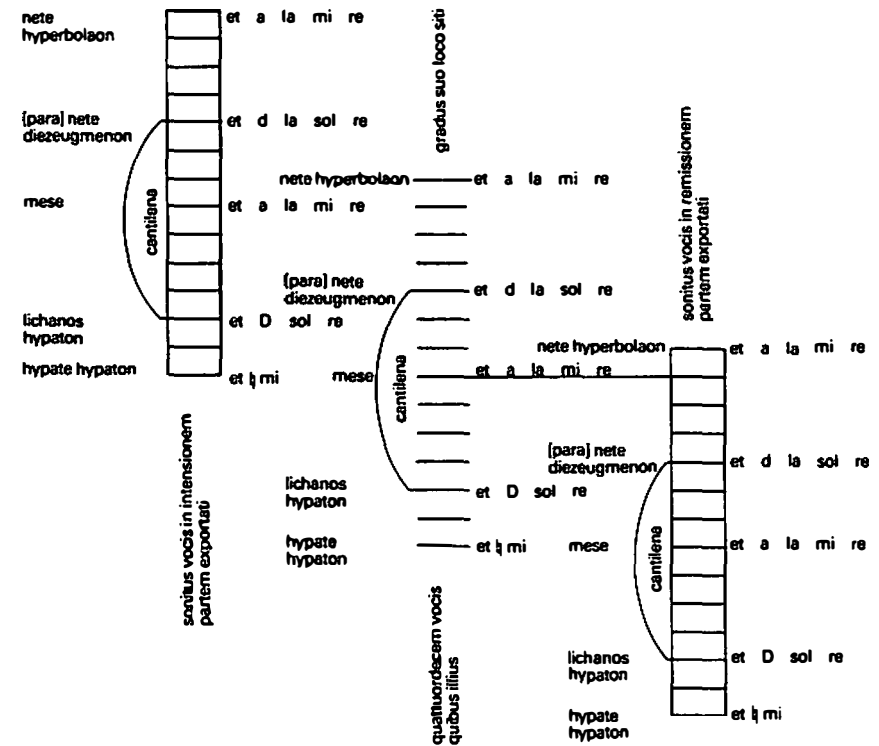 nete
hyperbolaon
et a la mi re
[para] nete
diezeugmenon
et d la sol re
mese
et a la mi re
cantilena
lichanos
hypaton
et D sol re
hypate hypaton
et ♮ mi
sonitus vocis in intensionem
partem exportati
gradus suo loco siti
nete hyperbolaon
et a la mi re
[para] nete
diezeugmenon
et d la sol re
mese
et a la mi re
cantilena
lichanos
hypaton
et D sol re
hypate
hypaton
et ♮ mi
quattuordecem vocis
quibus illius
sonitus vocis in remissionem
partem exportati
nete hyperbolaon
et a la mi re
[para] nete
diezeugmenon
et d la sol re
mese
et a la mi re
cantilena
lichanos
hypaton
et D sol re
hypate
hypaton
et ♮ mi